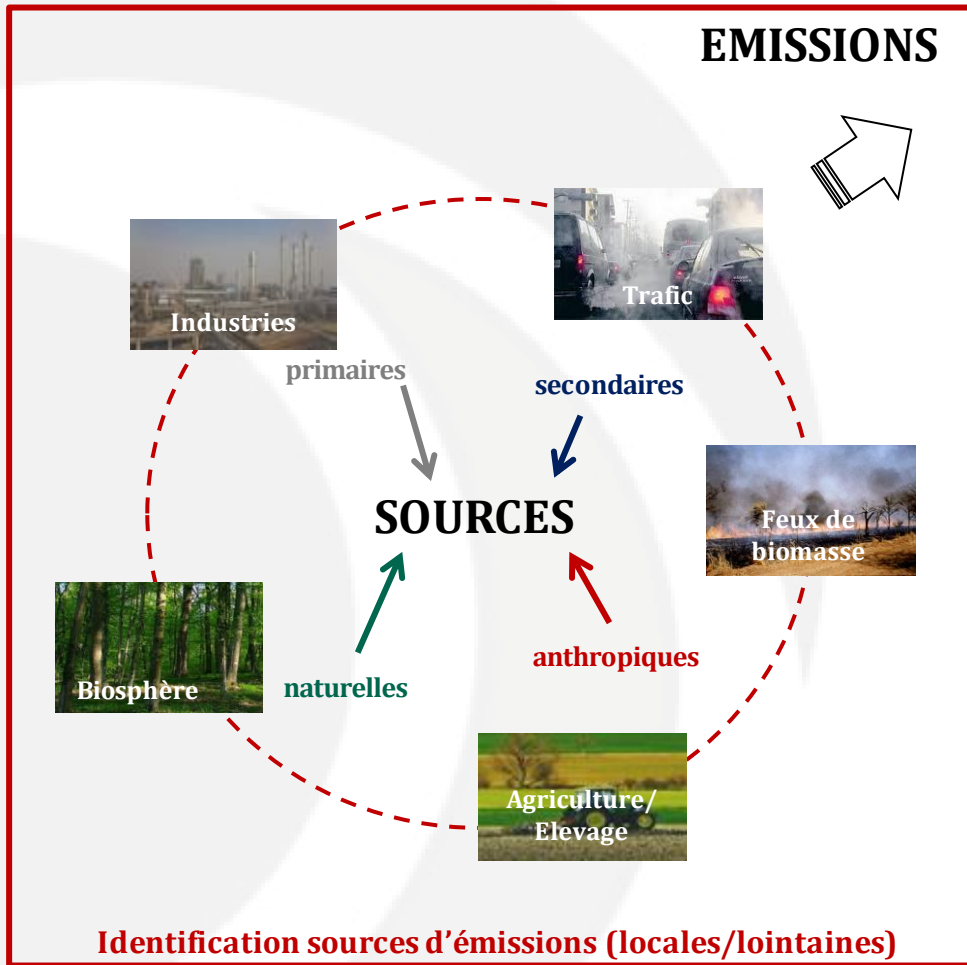 EMISSIONS
Trafic
Industries
primaires
secondaires
SOURCES
Feux de
biomasse
anthropiques
naturelles
Biosphère
Agriculture/
Elevage
Identification sources d’émissions (locales/lointaines)